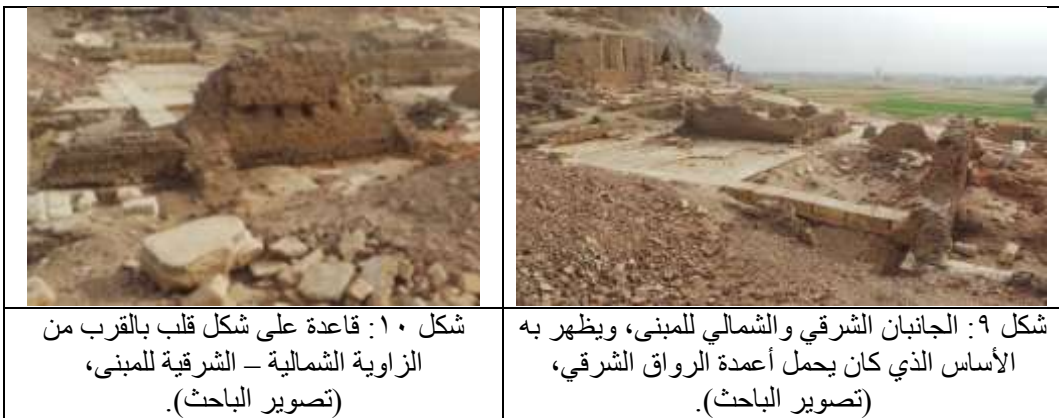 شكل ٩: الجانبان الشرقي والشمالي للمبنى، ويظهر به
الأساس الذي كان يحمل أعمدة الرواق الشرقي،
(تصوير الباحث).
شكل ١٠: قاعدة على شكل قلب بالقرب من
الزاوية الشمالية – الشرقية للمبنى،
(تصوير الباحث).